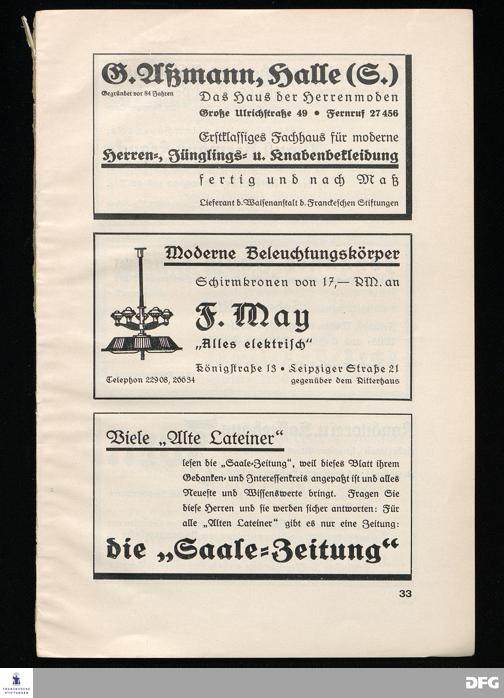 G. Aßmann, Halle (S.)
Gegründet vor 84 Jahren
Das Haus der Herrenmoden
Große Ulrichstraße 49 • Fernruf 27456
Erstklassiges Fachhaus für moderne
Herren-, Jünglings- u. Knabenbekleidung
fertig und nach Maß
Lieferant d. Waisenanstalt d. Franckeschen Stiftungen
Moderne Beleuchtungskörper
Schirmkronen von 17,— RM. an
F. May
„Alles elektrisch“
Königstraße 13 • Leipziger Straße 21
Telephon 22908, 26634
gegenüber dem Ritterhaus
Viele „Alte Lateiner“
lesen die „Saale-Zeitung“, weil dieses Blatt ihrem
Gedanken- und Interessenkreis angepaßt ist und alles
Neueste und Wissenswerte bringt. Fragen Sie
diese Herren und sie werden sicher antworten: Für
alle „Alten Lateiner“ gibt es nur eine Zeitung:
die „Saale-Zeitung“
33
FRANCKESCHE
STIFTUNGEN
DFG